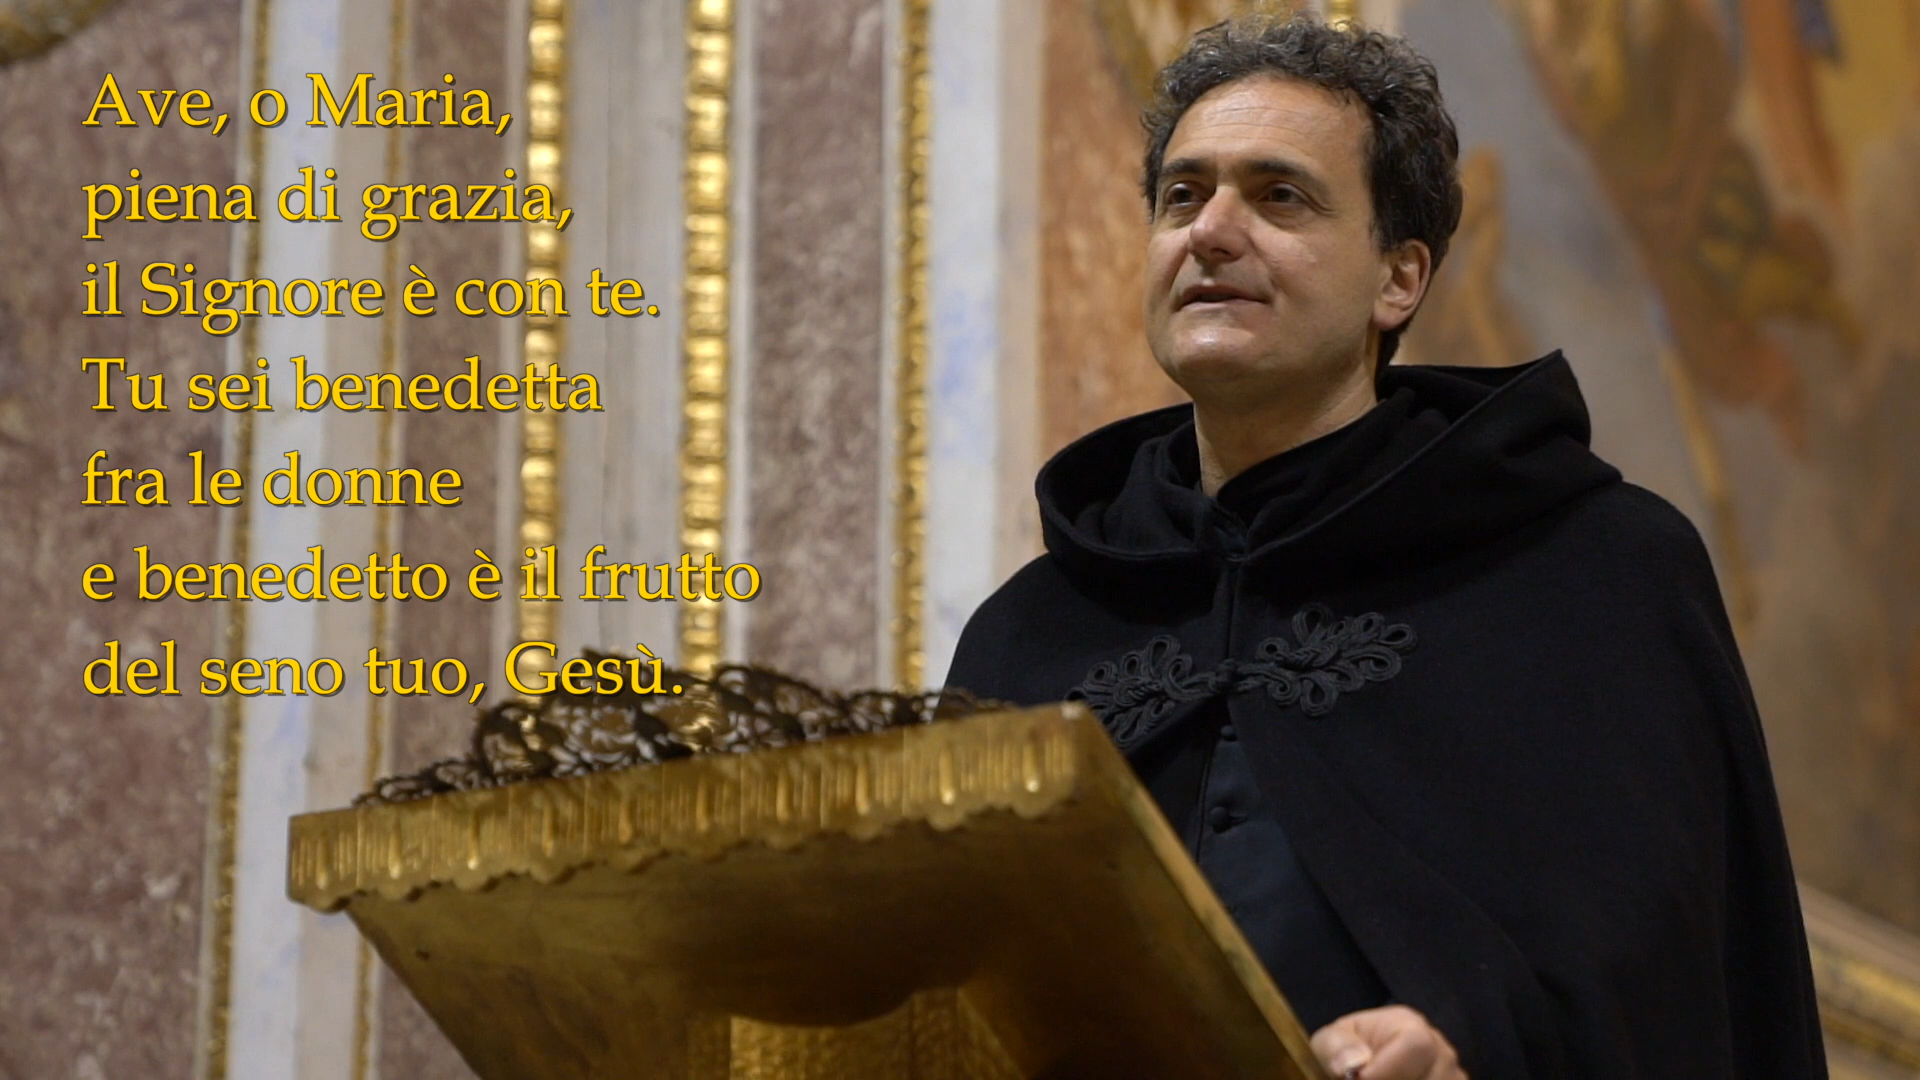 Ave, o Maria,
piena di grazia,
il Signore è con te.
Tu sei benedetta
fra le donne
e benedetto è il frutto
del seno tuo, Gesù.